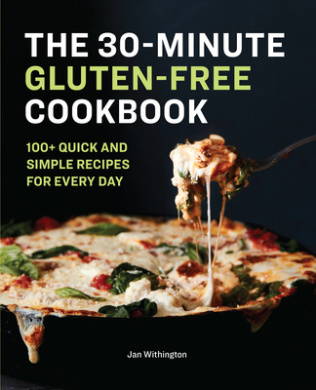 THE 30-MINUTE
GLUTEN-FREE
COOKBOOK
100+ QUICK AND
SIMPLE RECIPES
FOR EVERY DAY
Jan Withington